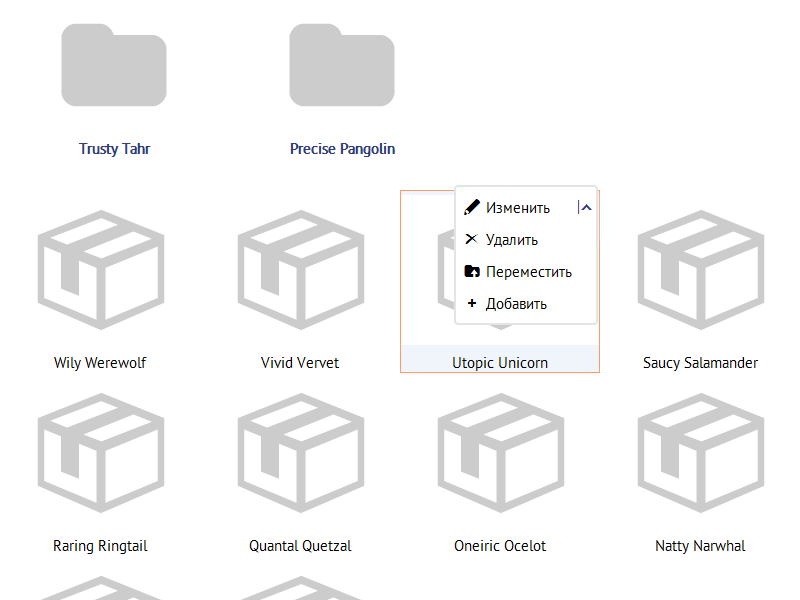 Trusty Tahr
Precise Pangolin
Изменить
Удалить
Переместить
Добавить
Wily Werewolf
Vivid Vervet
Utopic Unicorn
Saucy Salamander
Raring Ringtail
Quantal Quetzal
Oneiric Ocelot
Natty Narwhal